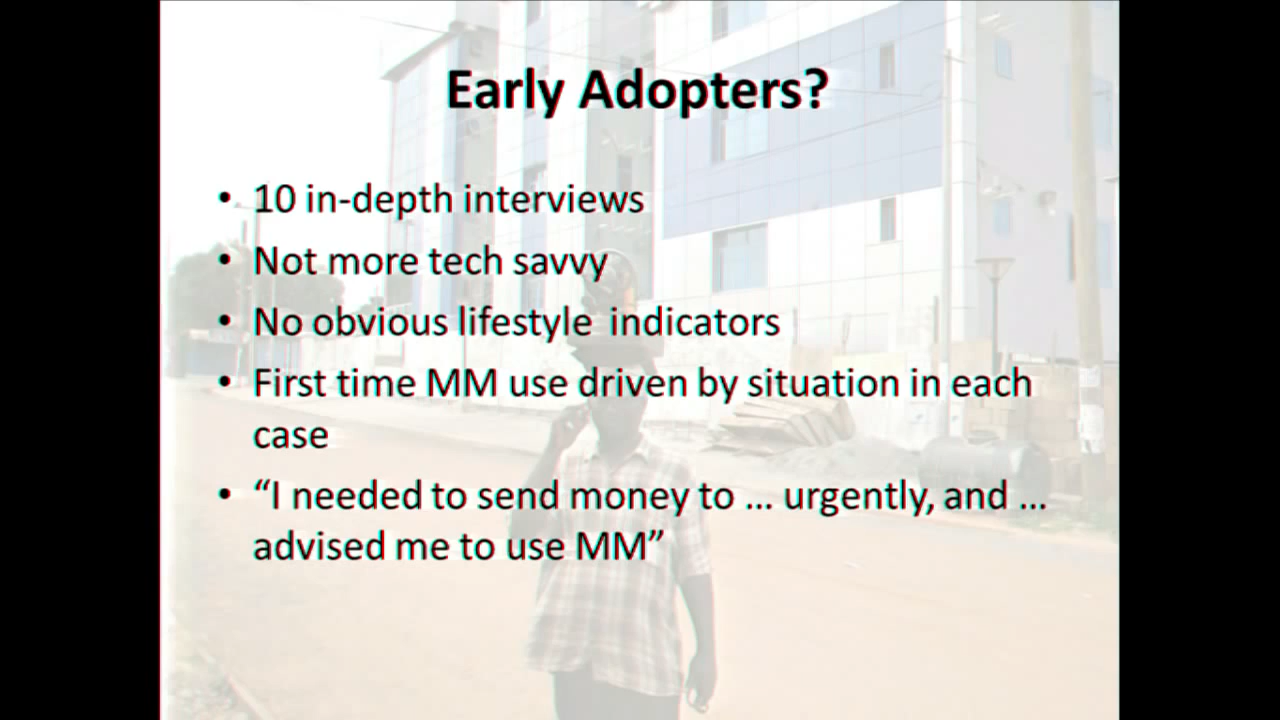 Early Adopters?
• 10 in-depth interviews
• Not more tech savvy
• No obvious lifestyle indicators
• First time MM use driven by situation in each
case
• “I needed to send money to ... urgently, and ...
advised me to use MM”